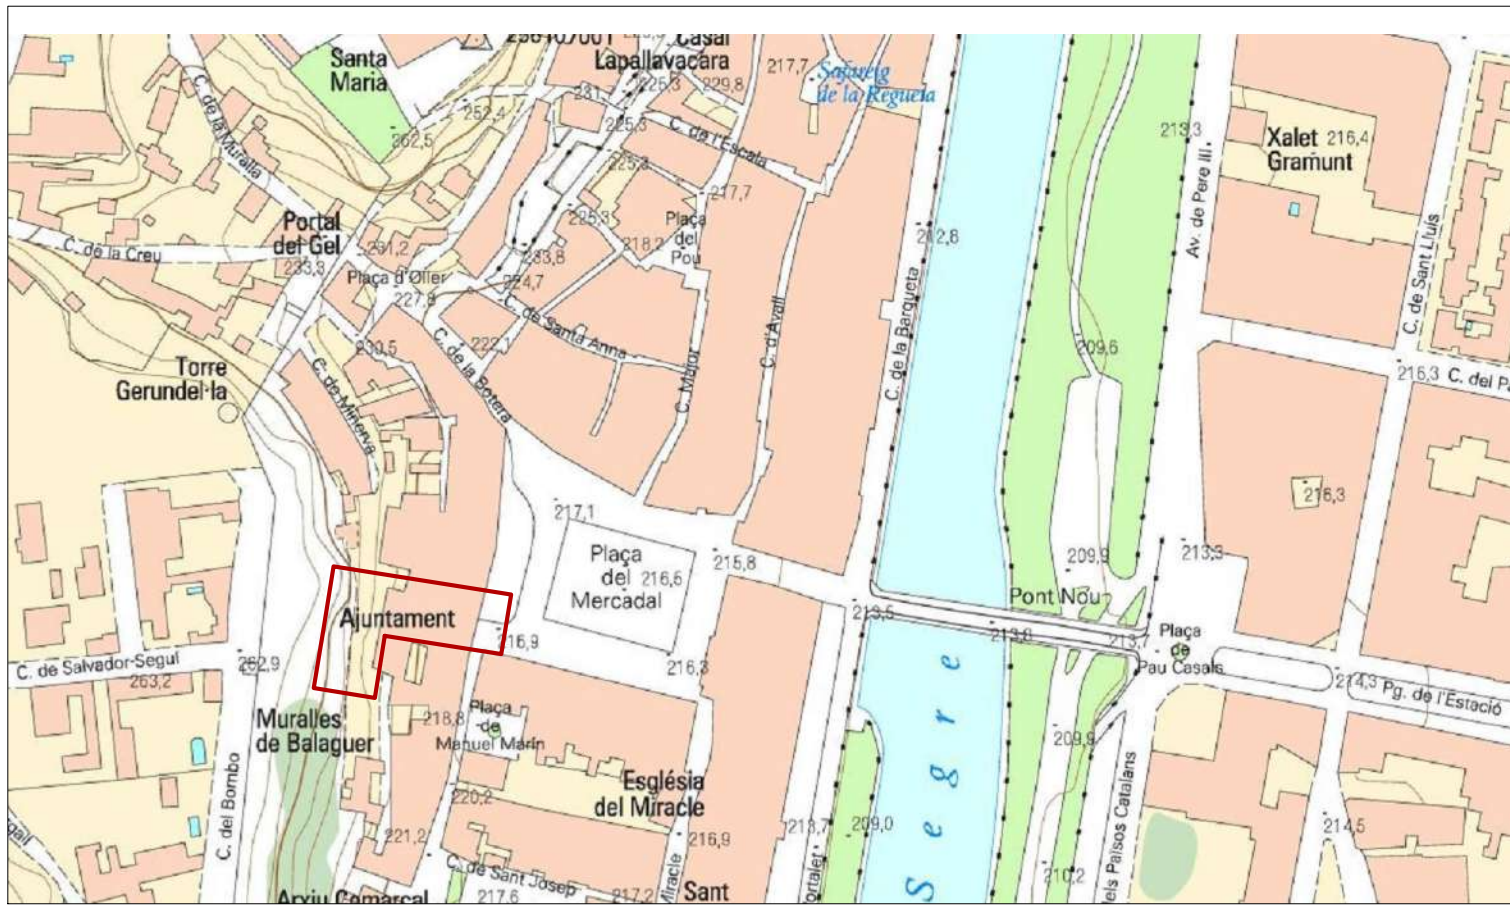 Casal
Lapallavacara
Santa
Maria
217,7
Safareig
de la Regueta
225,3
229,8
252,4
262,5
C. de la Muralla
225,3
C. de l'Escala
225,3
213,3
Xalet
Gramunt
216,4
Av. de Pere III
217,7
Portal
del Gel
C. de la Creu
231,2
233,3
225,3
Plaça
del
Pou
218,2
212,8
C. de Sant Lluís
Plaça d'Oller
227,8
233,8
224,7
C. de Santa Anna
C. de la Barqueta
C. d'Avall
C. Major
230,5
222,1
C. de la Botera
C. de Minerva
Torre
Gerundel·la
209,6
216,3
C. del Pa
216,3
217,1
Plaça
del
Mercadal
216,5
215,8
209,9
213,3
Pont Nou
Ajuntament
216,9
213,5
213,8
213,7
Plaça
de
Pau Casals
C. de Salvador-Seguí
263,2
262,9
216,3
214,3
Pg. de l'Estació
Muralles
de Balaguer
218,8
Plaça
de
Manuel Marín
209,9
Segre
Església
del Miracle
C. del Bombo
220,2
221,2
216,9
213,7
209,0
dels Països Catalans
214,5
C. de Sant Josep
217,6
217,2
Miracle
Sant
ortalet
210,2
Arxiu Comarcal